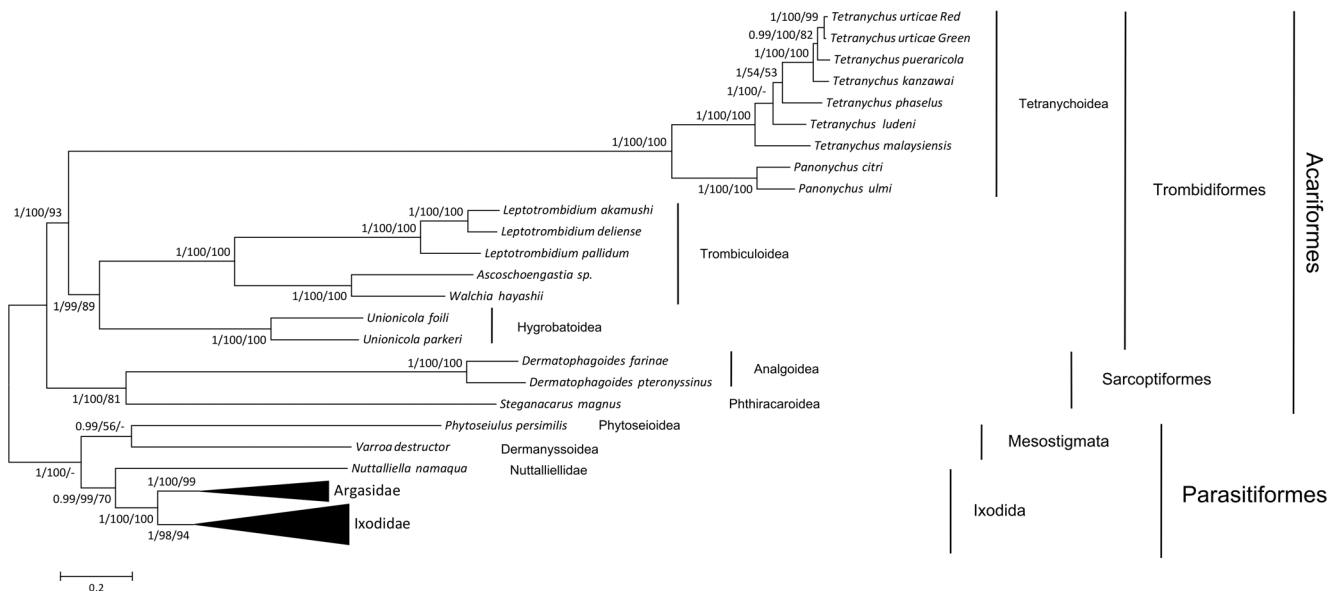 1/100/99
Tetranychus urticae Red
0.99/100/82
Tetranychus urticae Green
1/100/100
Tetranychus pueraricola
1/54/53
Tetranychus kanzawai
1/100/-
Tetranychus phaselus
1/100/100
Tetranychus ludeni
1/100/100
Tetranychus malaysiensis
Panonychus citri
1/100/100
Panonychus ulmi
Tetranychoidea
Trombidiformes
Acariformes
1/100/93
1/100/100
Leptotrombidium akamushi
1/100/100
Leptotrombidium deliense
1/100/100
Leptotrombidium pallidum
Trombiculoidea
Ascoschoengastia sp.
1/100/100
Walchia hayashii
1/99/89
Unionicola foili
Hygrobatoidea
1/100/100
Unionicola parkeri
1/100/100
Dermatophagoides farinae
Analgoidea
Dermatophagoides pteronyssinus
Sarcoptiformes
1/100/81
Steganacarus magnus
Phthiracaroidea
0.99/56/-
Phytoseiulus persimilis
Phytoseioidea
Varroa destructor
Dermanyssoidea
Mesostigmata
1/100/-
Nuttalliella namaqua
Nuttalliellidae
0.99/99/70
1/100/99
Argasidae
Parasitiformes
1/100/100
Ixodidae
Ixodida
1/98/94
0.2